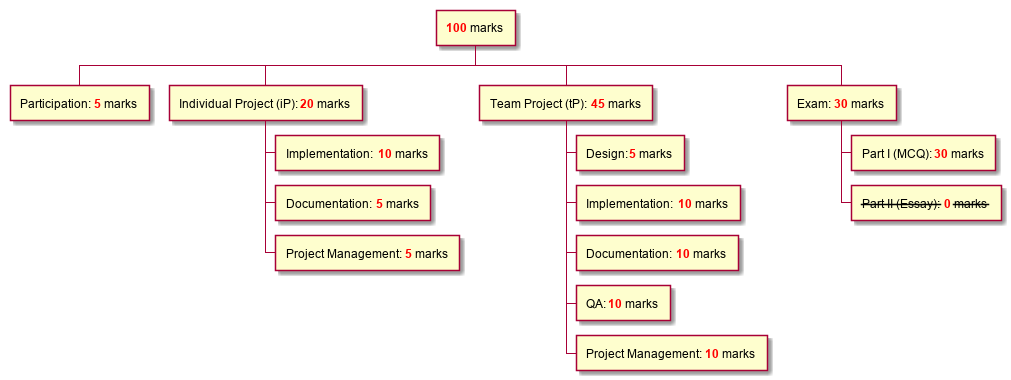 100 marks
Participation: 5 marks
Individual Project (iP): 20 marks
Implementation: 10 marks
Documentation: 5 marks
Project Management: 5 marks
Team Project (tP): 45 marks
Design: 5 marks
Implementation: 10 marks
Documentation: 10 marks
QA: 10 marks
Project Management: 10 marks
Exam: 30 marks
Part I (MCQ): 30 marks
Part II (Essay): 0 marks